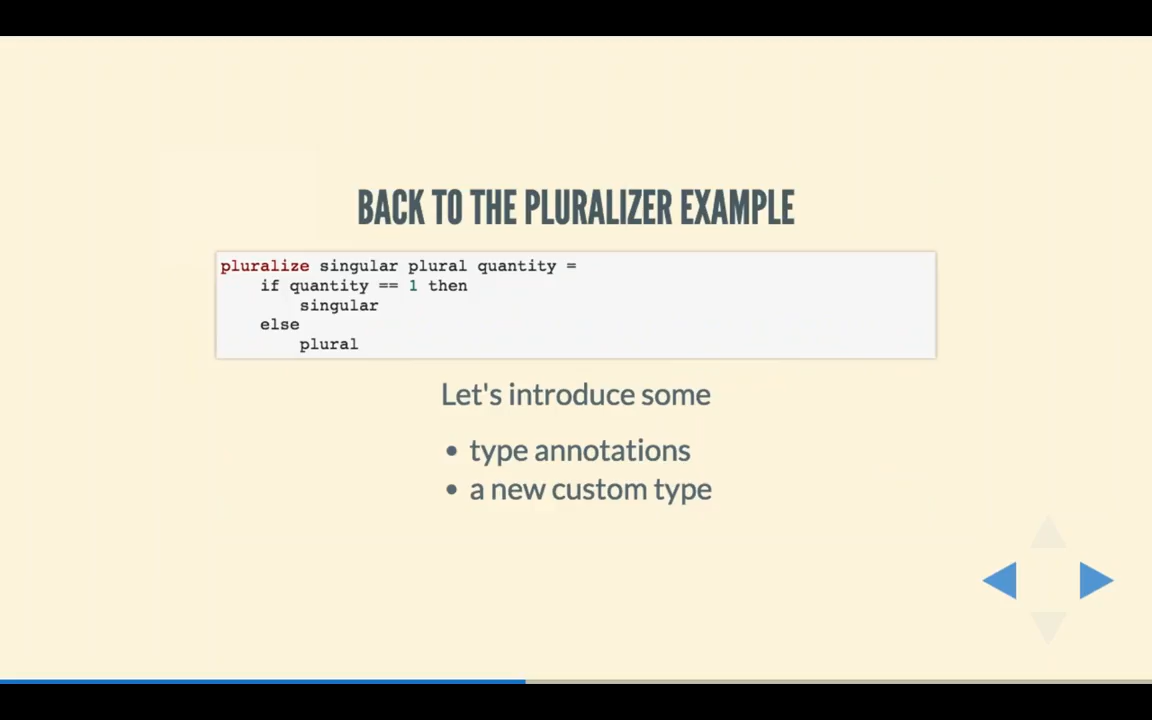 BACK TO THE PLURALIZER EXAMPLE
pluralize singular plural quantity =
    if quantity == 1 then
        singular
    else
        plural
Let's introduce some
• type annotations
• a new custom type